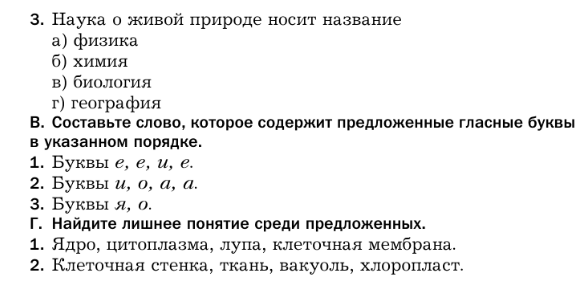 3. Наука о живой природе носит название
а) физика
б) химия
в) биология
г) география
В. Составьте слово, которое содержит предложенные гласные буквы
в указанном порядке.
1. Буквы е, е, и, е.
2. Буквы и, о, а, а.
3. Буквы я, о.
Г. Найдите лишнее понятие среди предложенных.
1. Ядро, цитоплазма, лупа, клеточная мембрана.
2. Клеточная стенка, ткань, вакуоль, хлоропласт.